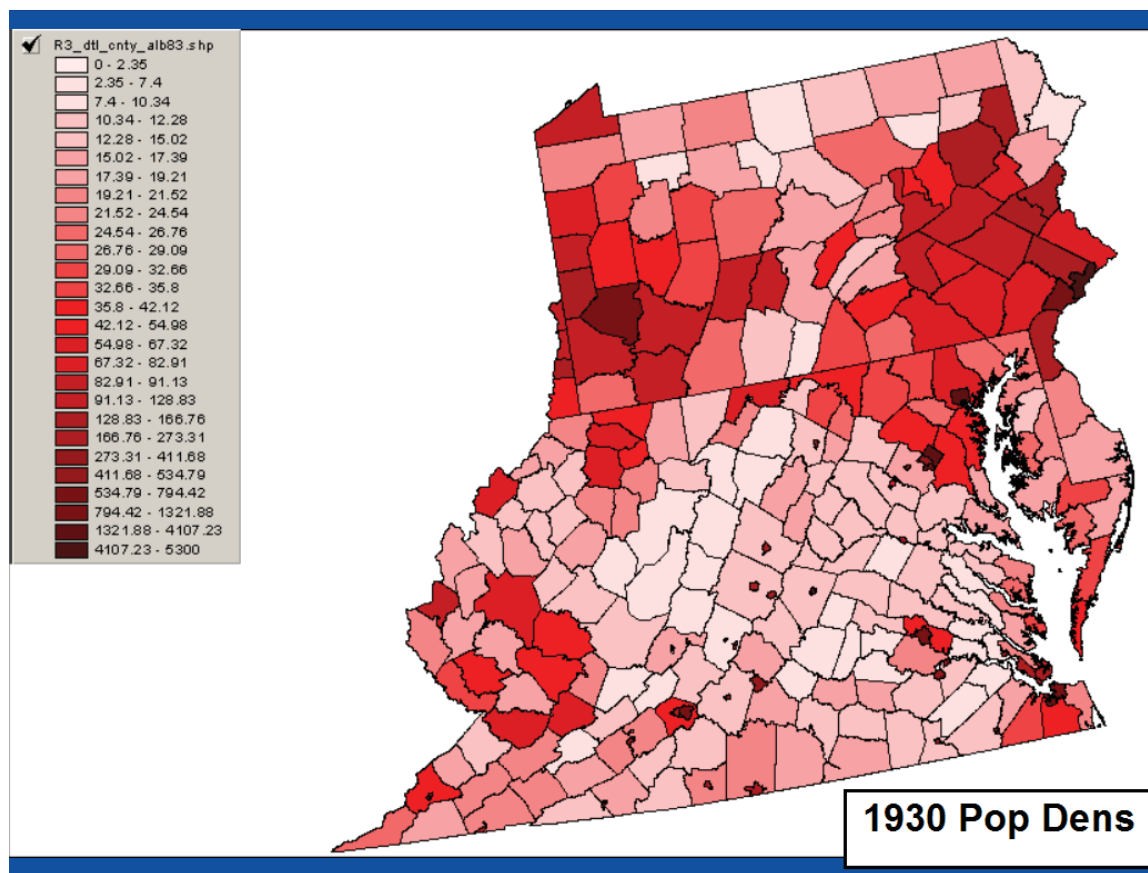 R3_dtl_cnty_alb83.shp
0 - 2.35
2.35 - 7.4
7.4 - 10.34
10.34 - 12.28
12.28 - 15.02
15.02 - 17.39
17.39 - 19.21
19.21 - 21.52
21.52 - 24.54
24.54 - 26.76
26.76 - 29.09
29.09 - 32.66
32.66 - 35.8
35.8 - 42.12
42.12 - 54.98
54.98 - 67.32
67.32 - 82.91
82.91 - 91.13
91.13 - 128.83
128.83 - 166.76
166.76 - 273.31
273.31 - 411.68
411.68 - 534.79
534.79 - 794.42
794.42 - 1321.88
1321.88 - 4107.23
4107.23 - 5300
1930 Pop Dens